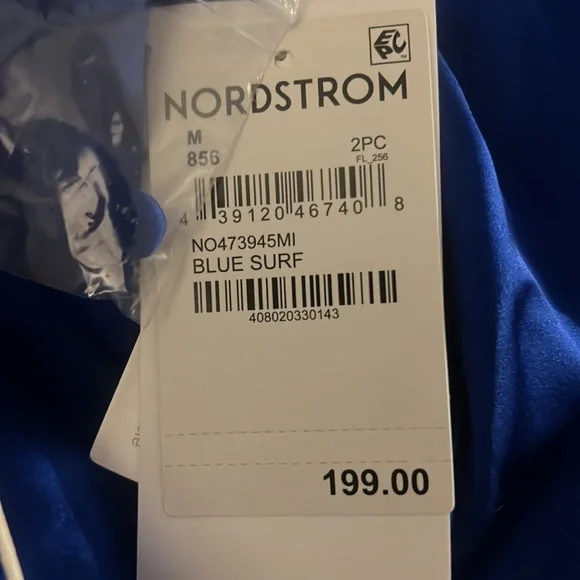 EPC
NORDSTROM
M
856
2PC
FL_256
4 39120 46740 8
NO473945MI
BLUE SURF
408020330143
199.00